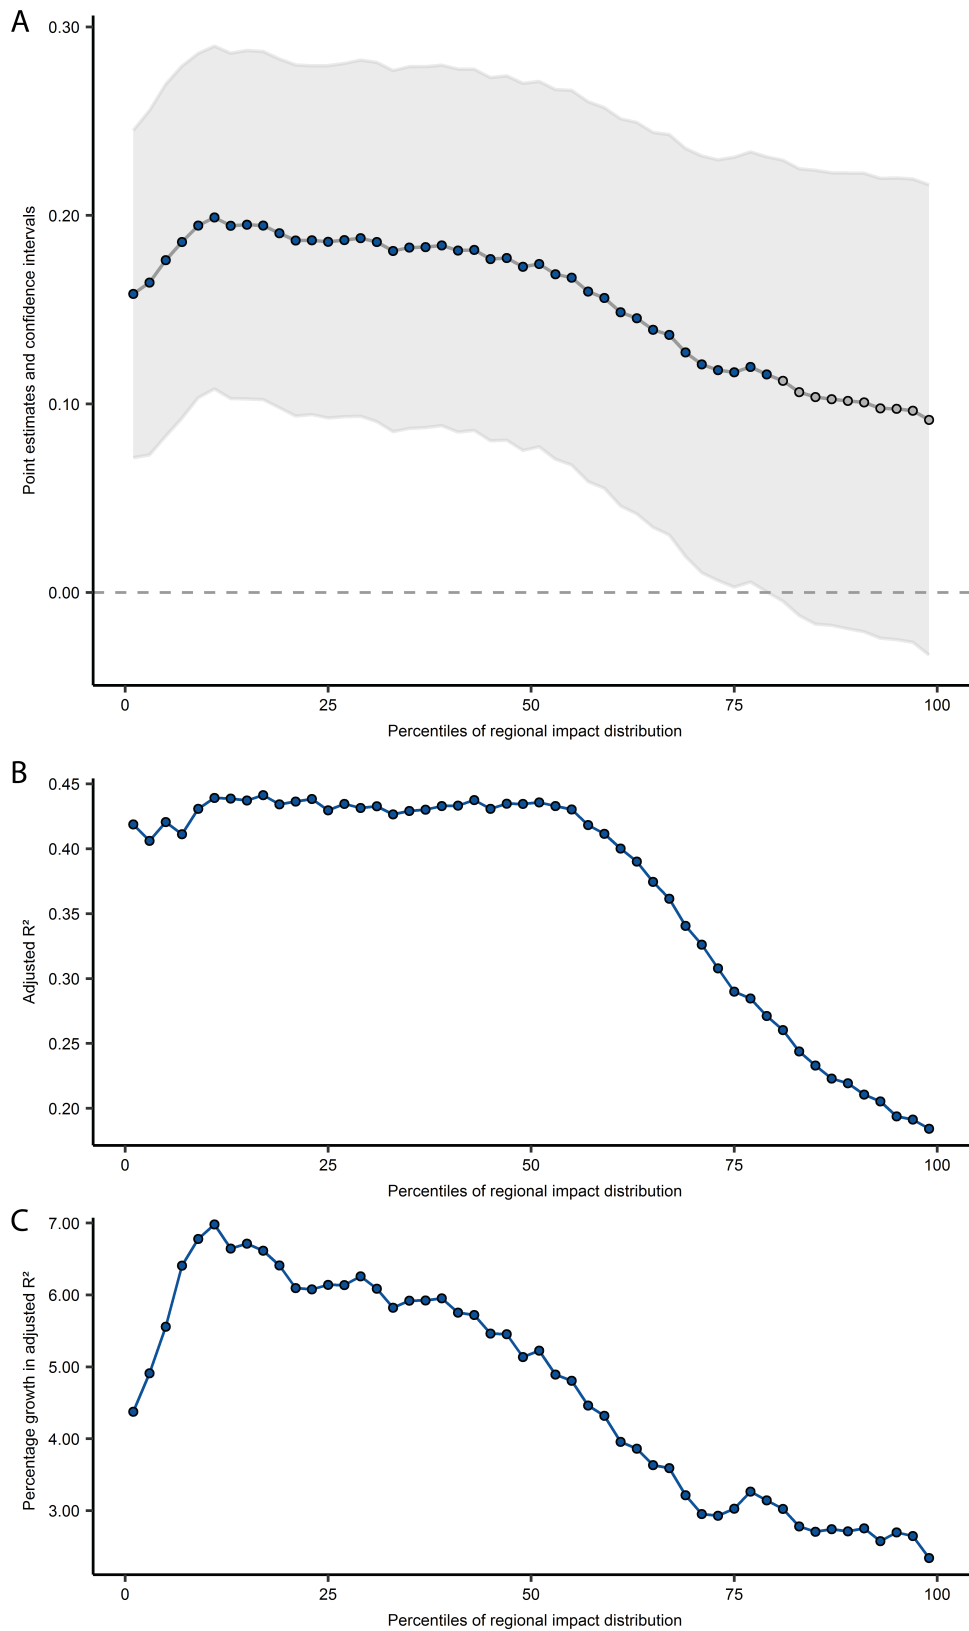 A
0.30
0.20
0.10
0.00
Point estimates and confidence intervals
0 25 50 75 100
Percentiles of regional impact distribution
B
0.45
0.40
0.35
0.30
0.25
0.20
Adjusted R²
0 25 50 75 100
Percentiles of regional impact distribution
C
7.00
6.00
5.00
4.00
3.00
Percentage growth in adjusted R²
0 25 50 75 100
Percentiles of regional impact distribution